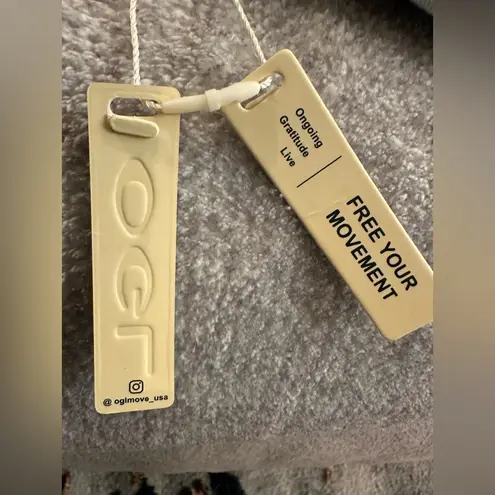 OGL
@ oglmove_usa
Ongoing
Gratitude
Live
FREE YOUR
MOVEMENT